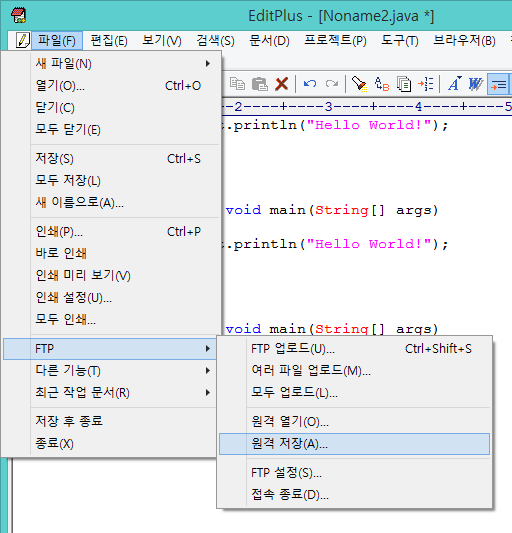 EditPlus - [Noname2.java *]
파일(F) 편집(E) 보기(V) 검색(S) 문서(D) 프로젝트(P) 도구(T) 브라우저(B)
새 파일(N)
열기(O)... Ctrl+O
닫기(C)
모두 닫기(E)
저장(S) Ctrl+S
모두 저장(L)
새 이름으로(A)...
인쇄(P)... Ctrl+P
바로 인쇄
인쇄 미리 보기(V)
인쇄 설정(U)...
모두 인쇄...
FTP
다른 기능(T)
최근 작업 문서(R)
저장 후 종료
종료(X)
FTP 업로드(U)... Ctrl+Shift+S
여러 파일 업로드(M)...
모두 업로드(L)...
원격 열기(O)...
원격 저장(A)...
FTP 설정(S)...
접속 종료(D)...
--2----+----3----+----4----+----5
.println("Hello World!");
void main(String[] args)
.println("Hello World!");
void main(String[] args)